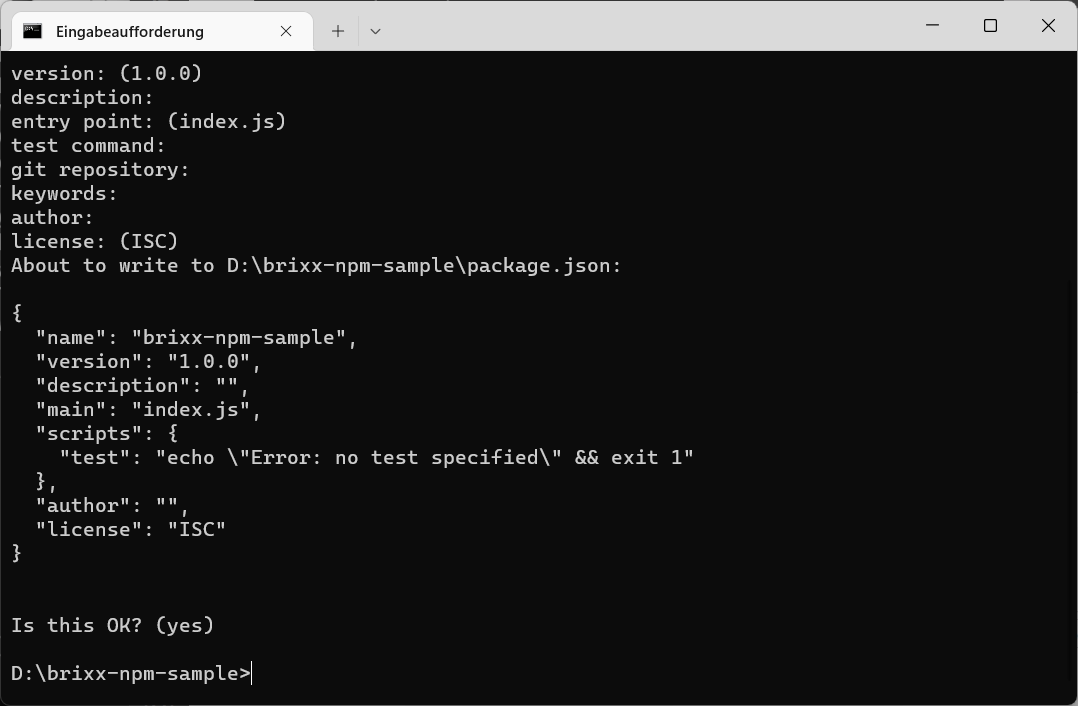 Eingabeaufforderung
version: (1.0.0)
description:
entry point: (index.js)
test command:
git repository:
keywords:
author:
license: (ISC)
About to write to D:\brixx-npm-sample\package.json:
{
  "name": "brixx-npm-sample",
  "version": "1.0.0",
  "description": "",
  "main": "index.js",
  "scripts": {
    "test": "echo \"Error: no test specified\" && exit 1"
  },
  "author": "",
  "license": "ISC"
}
Is this OK? (yes)
D:\brixx-npm-sample>